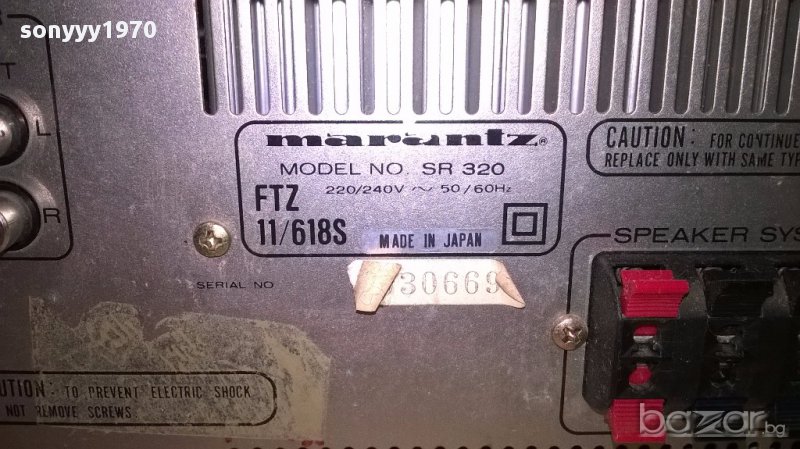 sonyyy1970
T
L
R
marantz®
MODEL NO. SR 320
220/240V ~ 50/60Hz
FTZ
11/618S
MADE IN JAPAN
CAUTION: FOR CONTINUE
REPLACE ONLY WITH SAME TYP
SPEAKER SYS
SERIAL NO
30669
UTION: TO PREVENT ELECTRIC SHOCK
NOT REMOVE SCREWS
bazar.bg